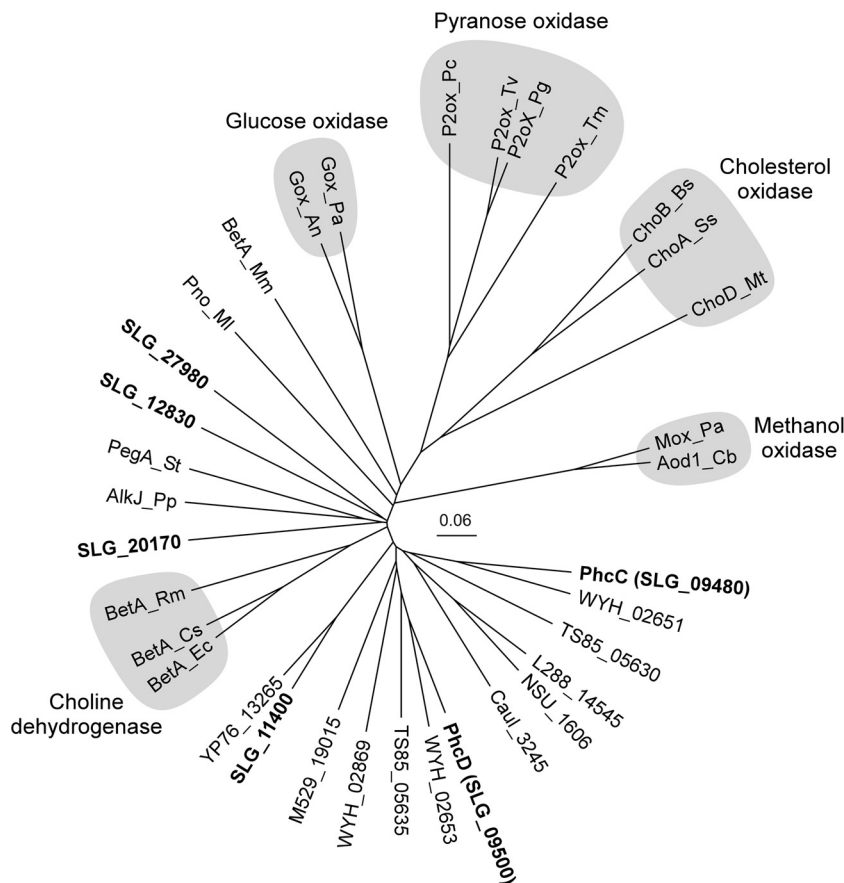 Pyranose oxidase
P2ox_Pc
P2ox_Tv
P2oX_Pg
P2ox_Tm
Glucose oxidase
Gox_Pa
Gox_An
Cholesterol
oxidase
ChoB_Bs
ChoA_Ss
ChoD_Mt
BetA_Mm
Pno_Ml
SLG_27980
SLG_12830
PegA_St
AlkJ_Pp
SLG_20170
Methanol
oxidase
Mox_Pa
Aod1_Cb
0.06
BetA_Rm
BetA_Cs
BetA_Ec
Choline
dehydrogenase
PhcC (SLG_09480)
WYH_02651
TS85_05630
L288_14545
NSU_1606
Caul_3245
PhcD (SLG_09500)
WYH_02653
TS85_05635
WYH_02869
M529_19015
SLG_11400
YP76_13265